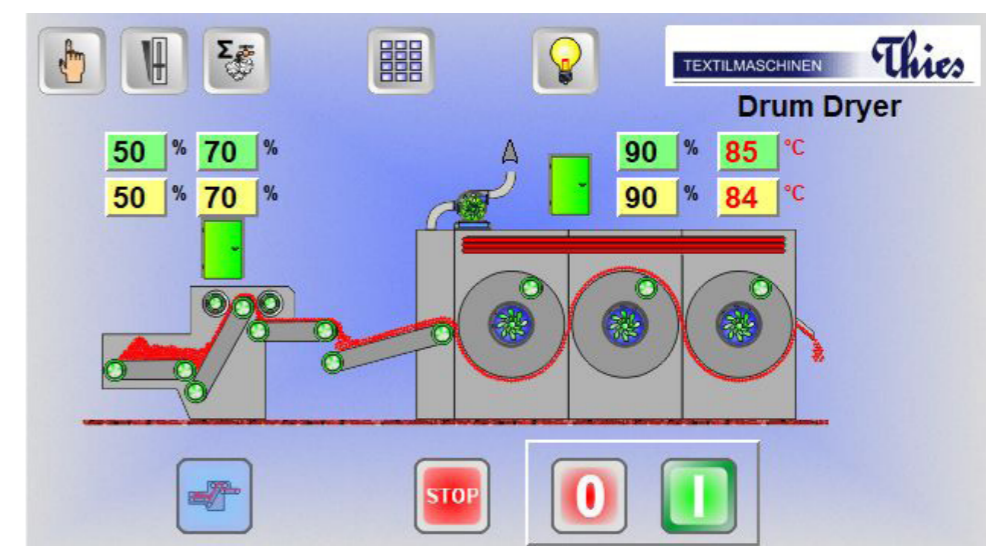 Σ
TEXTILMASCHINEN Thies
Drum Dryer
50 % 70 % 90 % 85 °C
50 % 70 % 90 % 84 °C
STOP 0 I